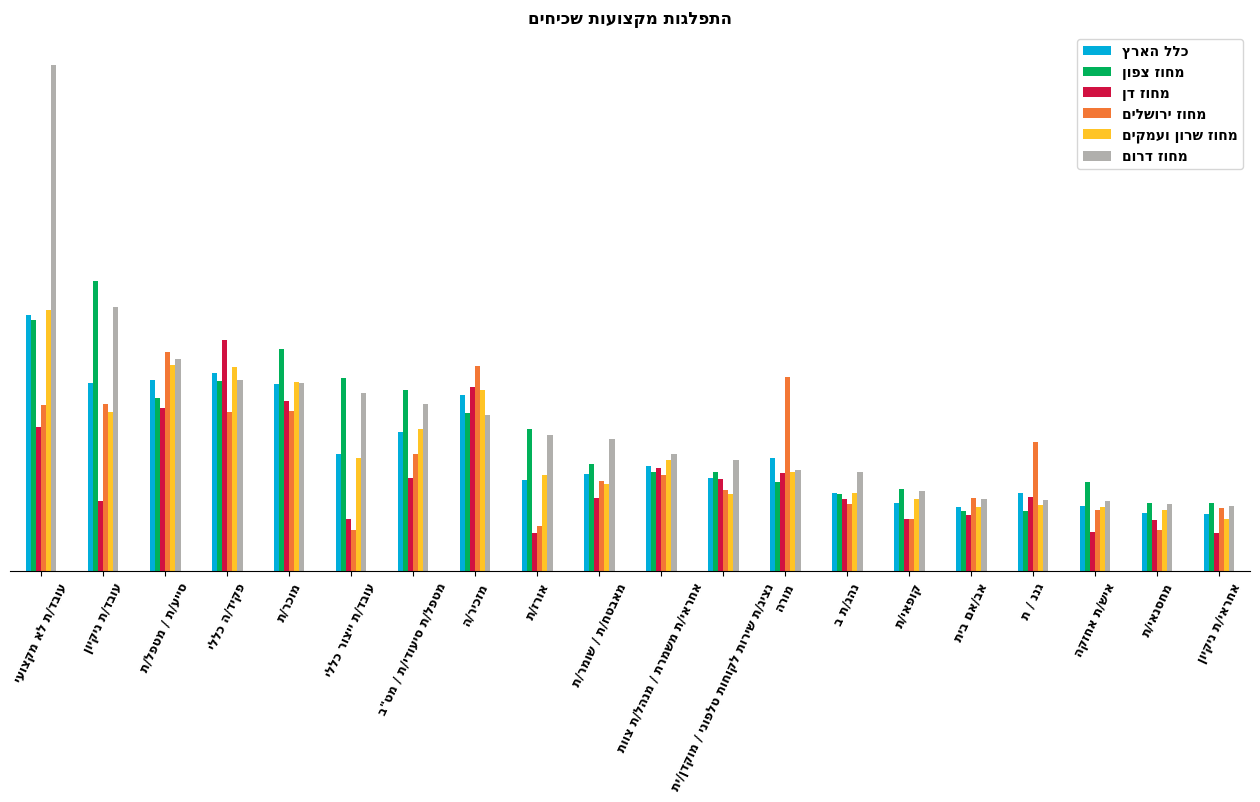 התפלגות מקצועות שכיחים
כלל הארץ
מחוז צפון
מחוז דן
מחוז ירושלים
מחוז שרון ועמקים
מחוז דרום
עובד/ת לא מקצועי
עובד/ת ניקיון
סייע/ת / מטפל/ת
פקיד/ה כללי
מוכר/ת
עובד/ת ייצור כללי
מטפל/ת סיעודי/ת / מט"ב
מזכיר/ה
אורז/ת
מאבטח/ת / שומר/ת
אחראי/ת משמרת / מנהל/ת צוות
נציג/ת שירות לקוחות טלפוני / מוקדן/ית
מורה
נהג/ת ב
קופאי/ת
אב/אם בית
גנן / ת
איש/ת אחזקה
מחסנאי/ת
אחראי/ת ניקיון